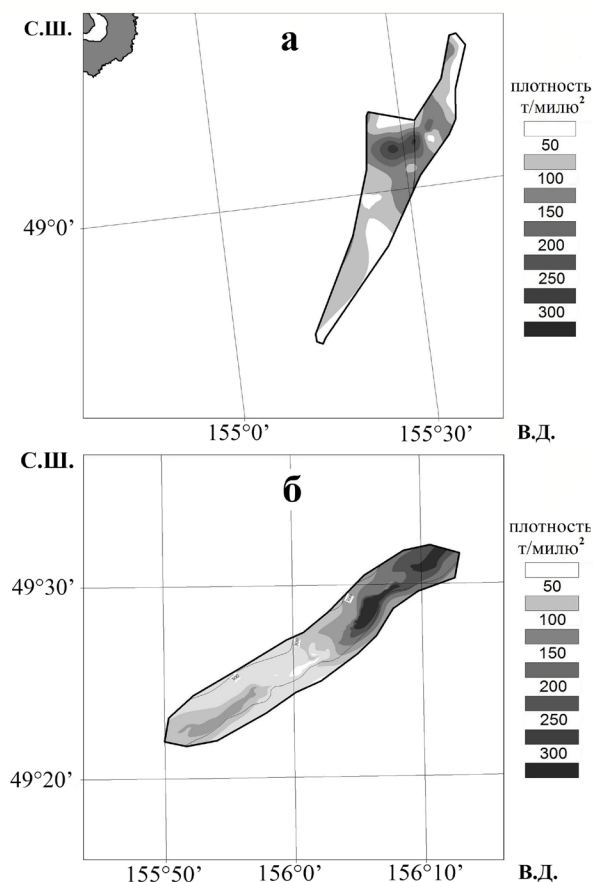 С.Ш.
а
плотность
т/милю²
50
100
150
200
250
300
49°0’
155°0’
155°30’
В.Д.
С.Ш.
б
плотность
т/милю²
50
100
150
200
250
300
49°30’
49°20’
155°50’
156°0’
156°10’
В.Д.